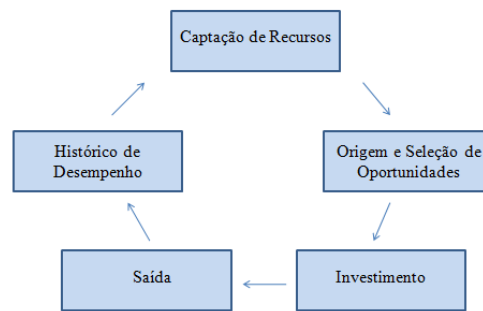 Captação de Recursos
Origem e Seleção de
Oportunidades
Investimento
Saída
Histórico de
Desempenho